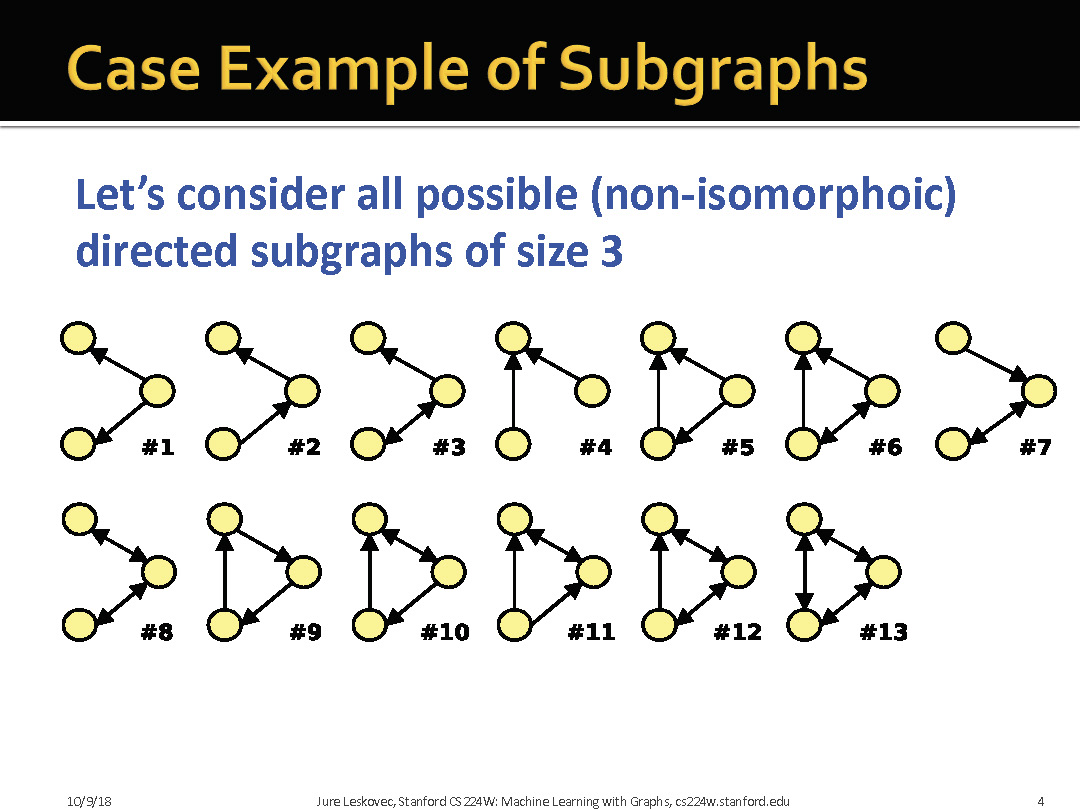 Case Example of Subgraphs
Let's consider all possible (non-isomorphoic)
directed subgraphs of size 3
#1 #2 #3 #4 #5 #6 #7
#8 #9 #10 #11 #12 #13
10/9/18 Jure Leskovec, Stanford CS224W: Machine Learning with Graphs, cs224w.stanford.edu 4